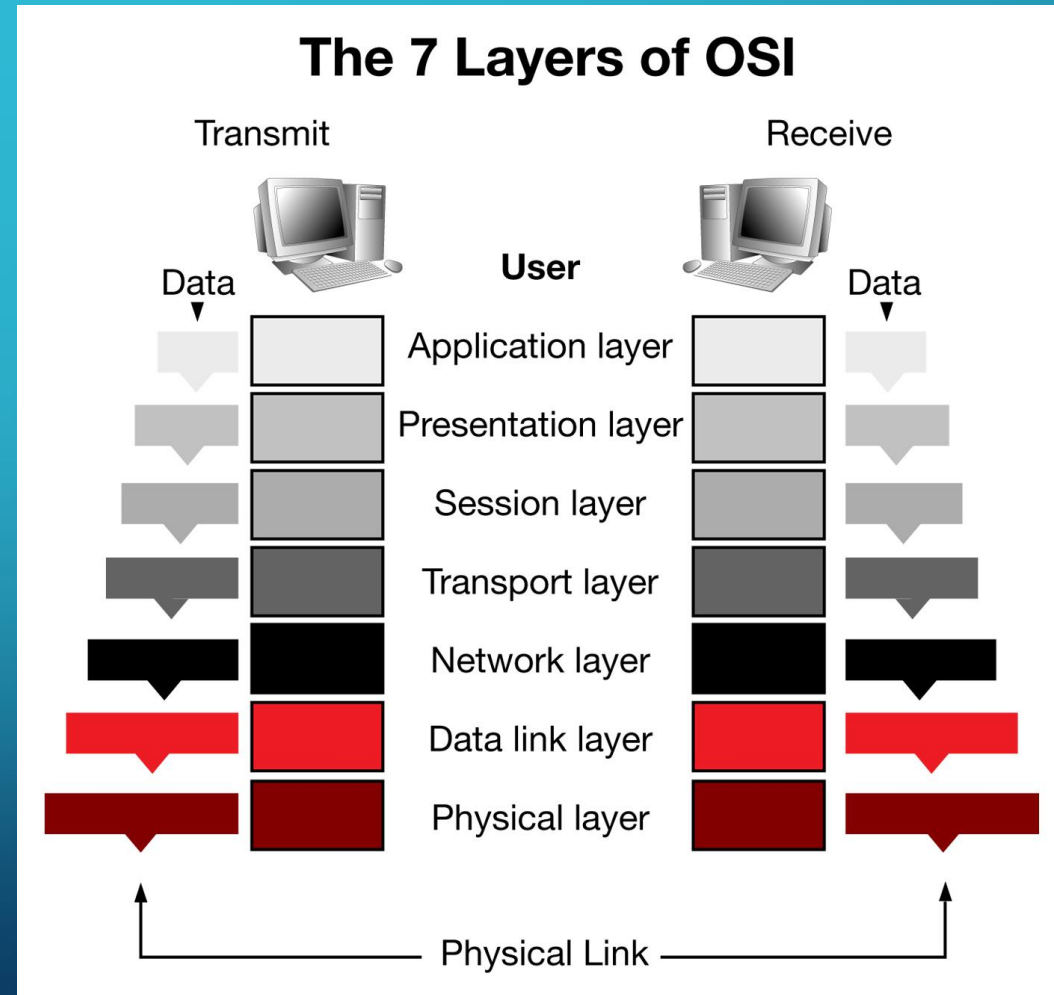 The 7 Layers of OSI
Transmit
Receive
User
Data
Data
Application layer
Presentation layer
Session layer
Transport layer
Network layer
Data link layer
Physical layer
Physical Link